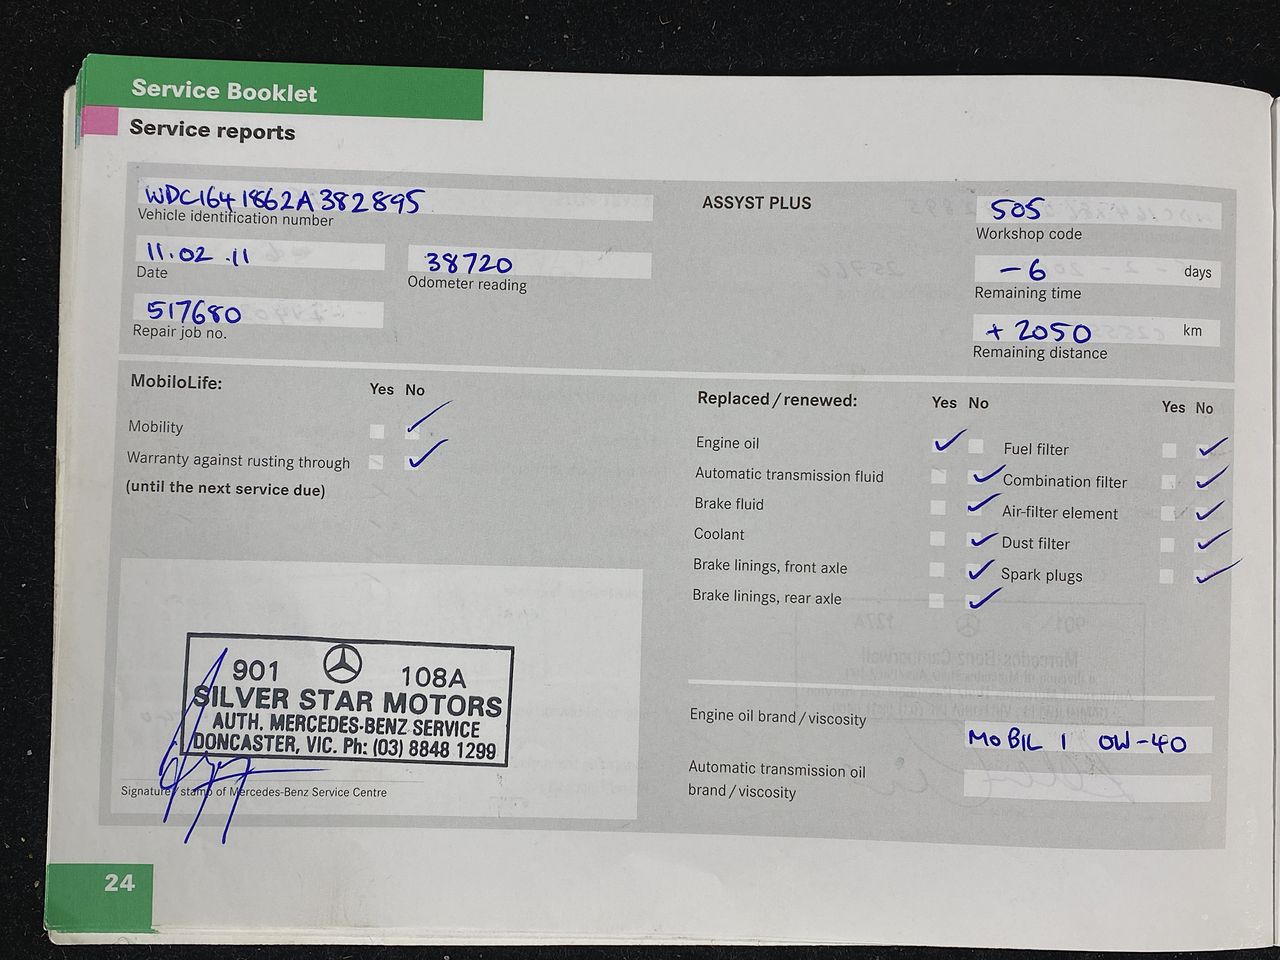 Service Booklet
Service reports
WDC1641862A382895
Vehicle identification number
11.02.11
Date
38720
Odometer reading
517680
Repair job no.
ASSYST PLUS
505
Workshop code
-6 days
Remaining time
+ 2050 km
Remaining distance
MobiloLife:
Yes No
Mobility
Warranty against rusting through
(until the next service due)
Replaced/renewed:
Yes No
Engine oil
Automatic transmission fluid
Brake fluid
Coolant
Brake linings, front axle
Brake linings, rear axle
Yes No
Fuel filter
Combination filter
Air-filter element
Dust filter
Spark plugs
901 108A
SILVER STAR MOTORS
AUTH. MERCEDES-BENZ SERVICE
DONCASTER, VIC. Ph: (03) 8848 1299
Signature/stamp of Mercedes-Benz Service Centre
Engine oil brand/viscosity
MOBIL 1 0W-40
Automatic transmission oil
brand/viscosity
24